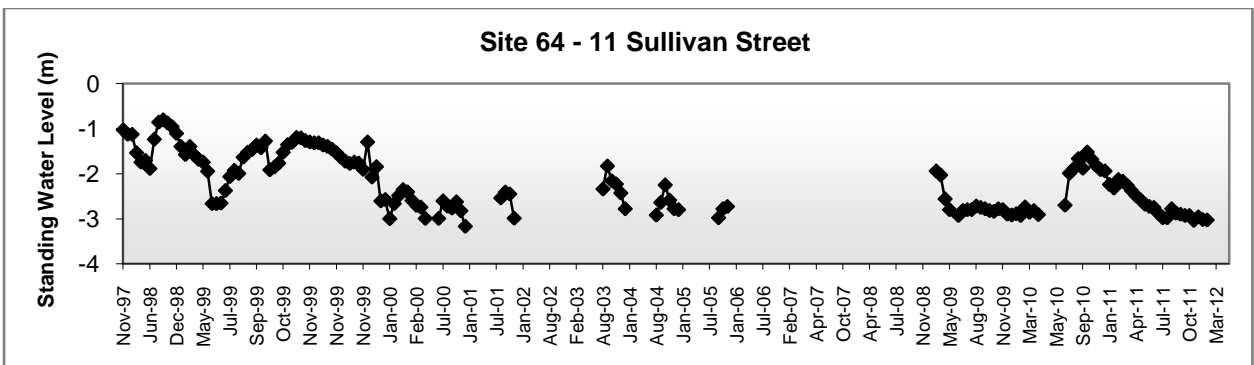 Site 64 - 11 Sullivan Street
Standing Water Level (m)
0
-1
-2
-3
-4
Nov-97
Jun-98
Dec-98
May-99
Jul-99
Sep-99
Oct-99
Nov-99
Nov-99
Nov-99
Jan-00
Feb-00
Jul-00
Jan-01
Jul-01
Jan-02
Aug-02
Feb-03
Aug-03
Jan-04
Aug-04
Jan-05
Jul-05
Jan-06
Jul-06
Feb-07
Apr-07
Oct-07
Apr-08
Nov-08
May-09
Aug-09
Nov-09
Mar-10
May-10
Sep-10
Jan-11
Apr-11
Jul-11
Oct-11
Mar-12